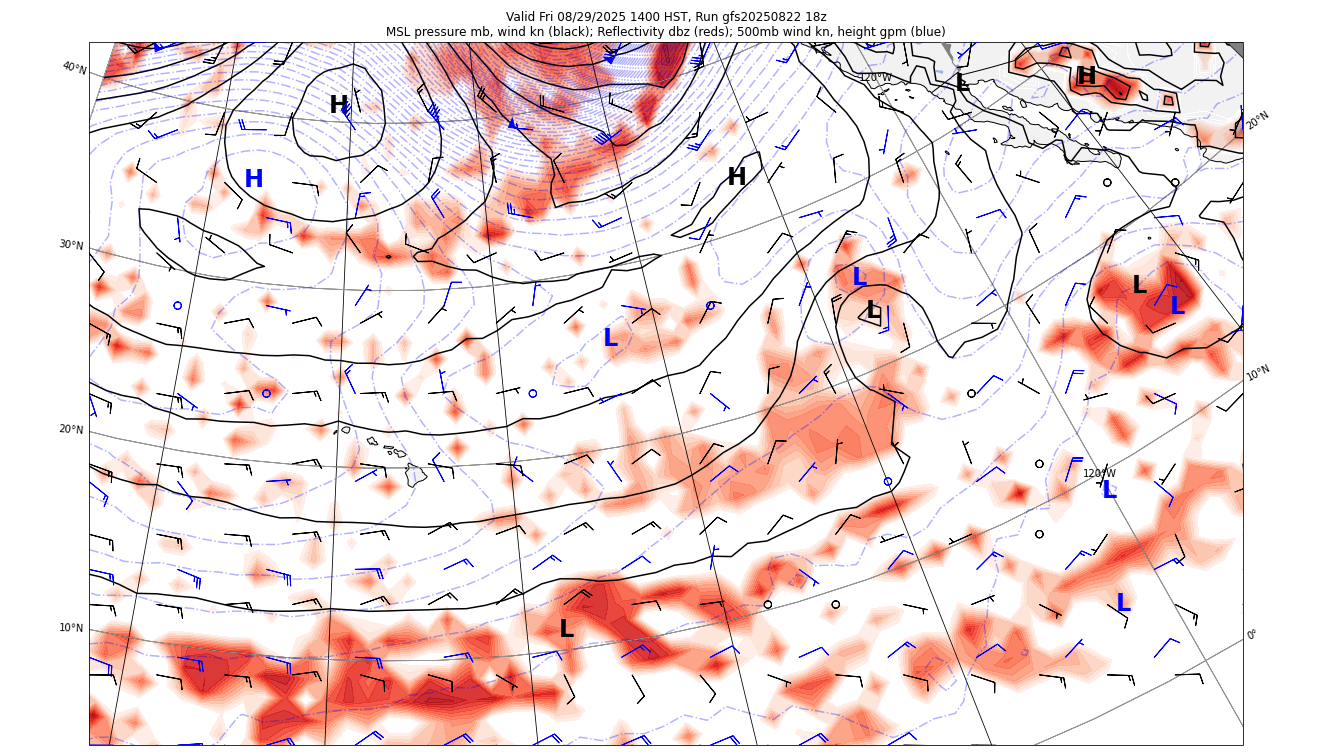 Valid Fri 08/29/2025 1400 HST, Run gfs20250822 18z
MSL pressure mb, wind kn (black); Reflectivity dbz (reds); 500mb wind kn, height gpm (blue)
40°N
120°W
L
H
H
20°N
H
H
30°N
L
L
L
L
L
L
10°N
20°N
120°W
L
L
10°N
L
0°